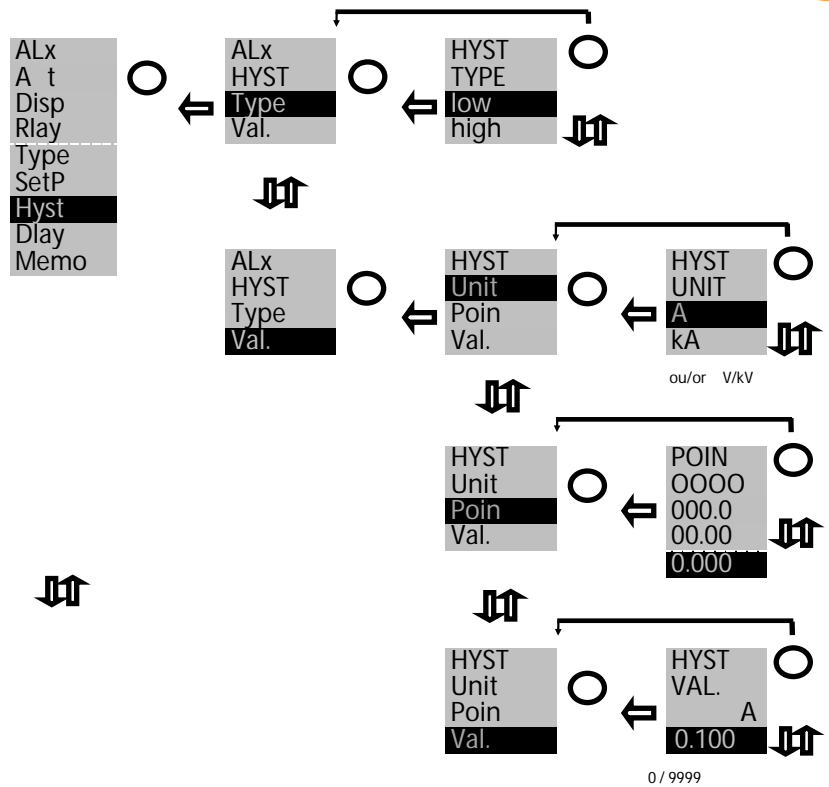 ALx
A t
Disp
Rlay
Type
SetP
Hyst
Dlay
Memo
ALx
HYST
Type
Val.
HYST
TYPE
low
high
ALx
HYST
Type
Val.
HYST
Unit
Poin
Val.
HYST
UNIT
A
kA
ou/or V/kV
HYST
Unit
Poin
Val.
POIN
OOOO
000.0
00.00
0.000
HYST
Unit
Poin
Val.
HYST
VAL.
A
0.100
0 / 9999